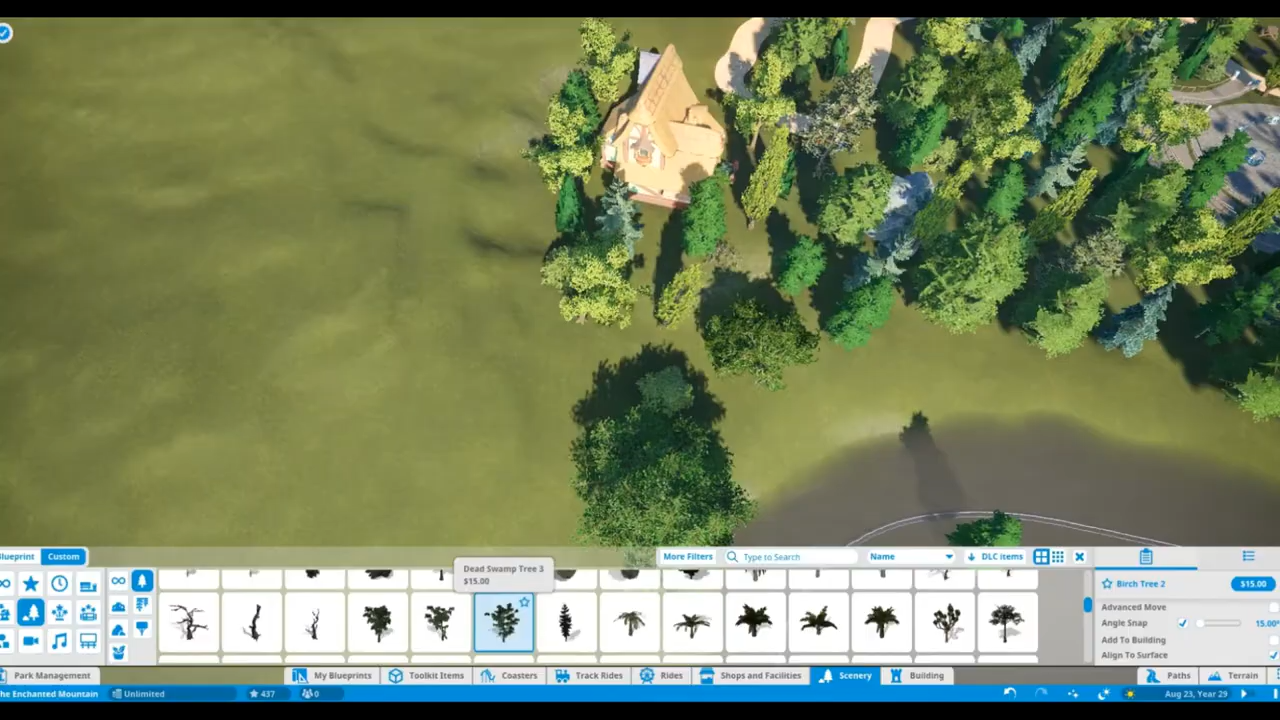 Blueprint
Custom
More Filters
Type to Search
Name
DLC Items
Dead Swamp Tree 3
$15.00
Birch Tree 2
$15.00
Advanced Move
Angle Snap
15.00°
Add To Building
Align To Surface
Park Management
My Blueprints
Toolkit Items
Coasters
Track Rides
Rides
Shops and Facilities
Scenery
Building
Paths
Terrain
he Enchanted Mountain
Unlimited
437
0
Aug 23, Year 29